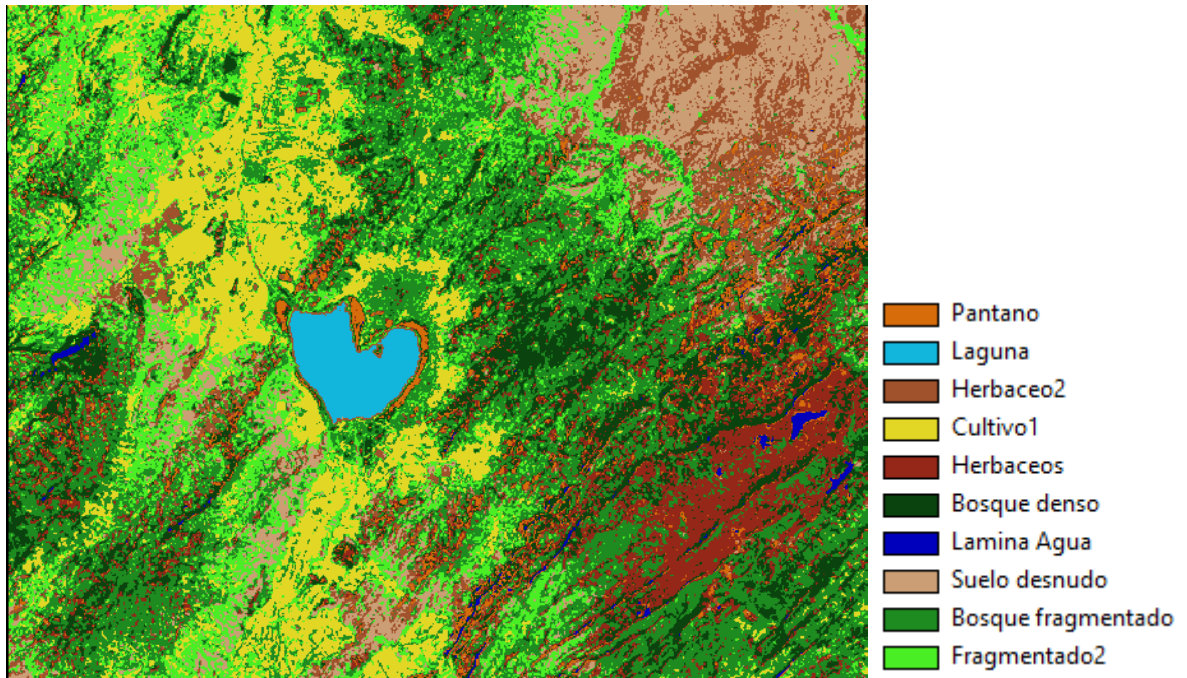 Pantano
Laguna
Herbaceo2
Cultivo1
Herbaceos
Bosque denso
Lamina Agua
Suelo desnudo
Bosque fragmentado
Fragmentado2